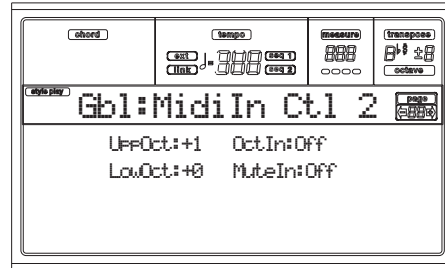 chord tempo measure transpose
ext ♩= seq 1
link seq 2
octave
style play Gbl:MidiIn Ctl 2 page
UppOct:+1 OctIn:Off
LowOct:+0 MuteIn:Off